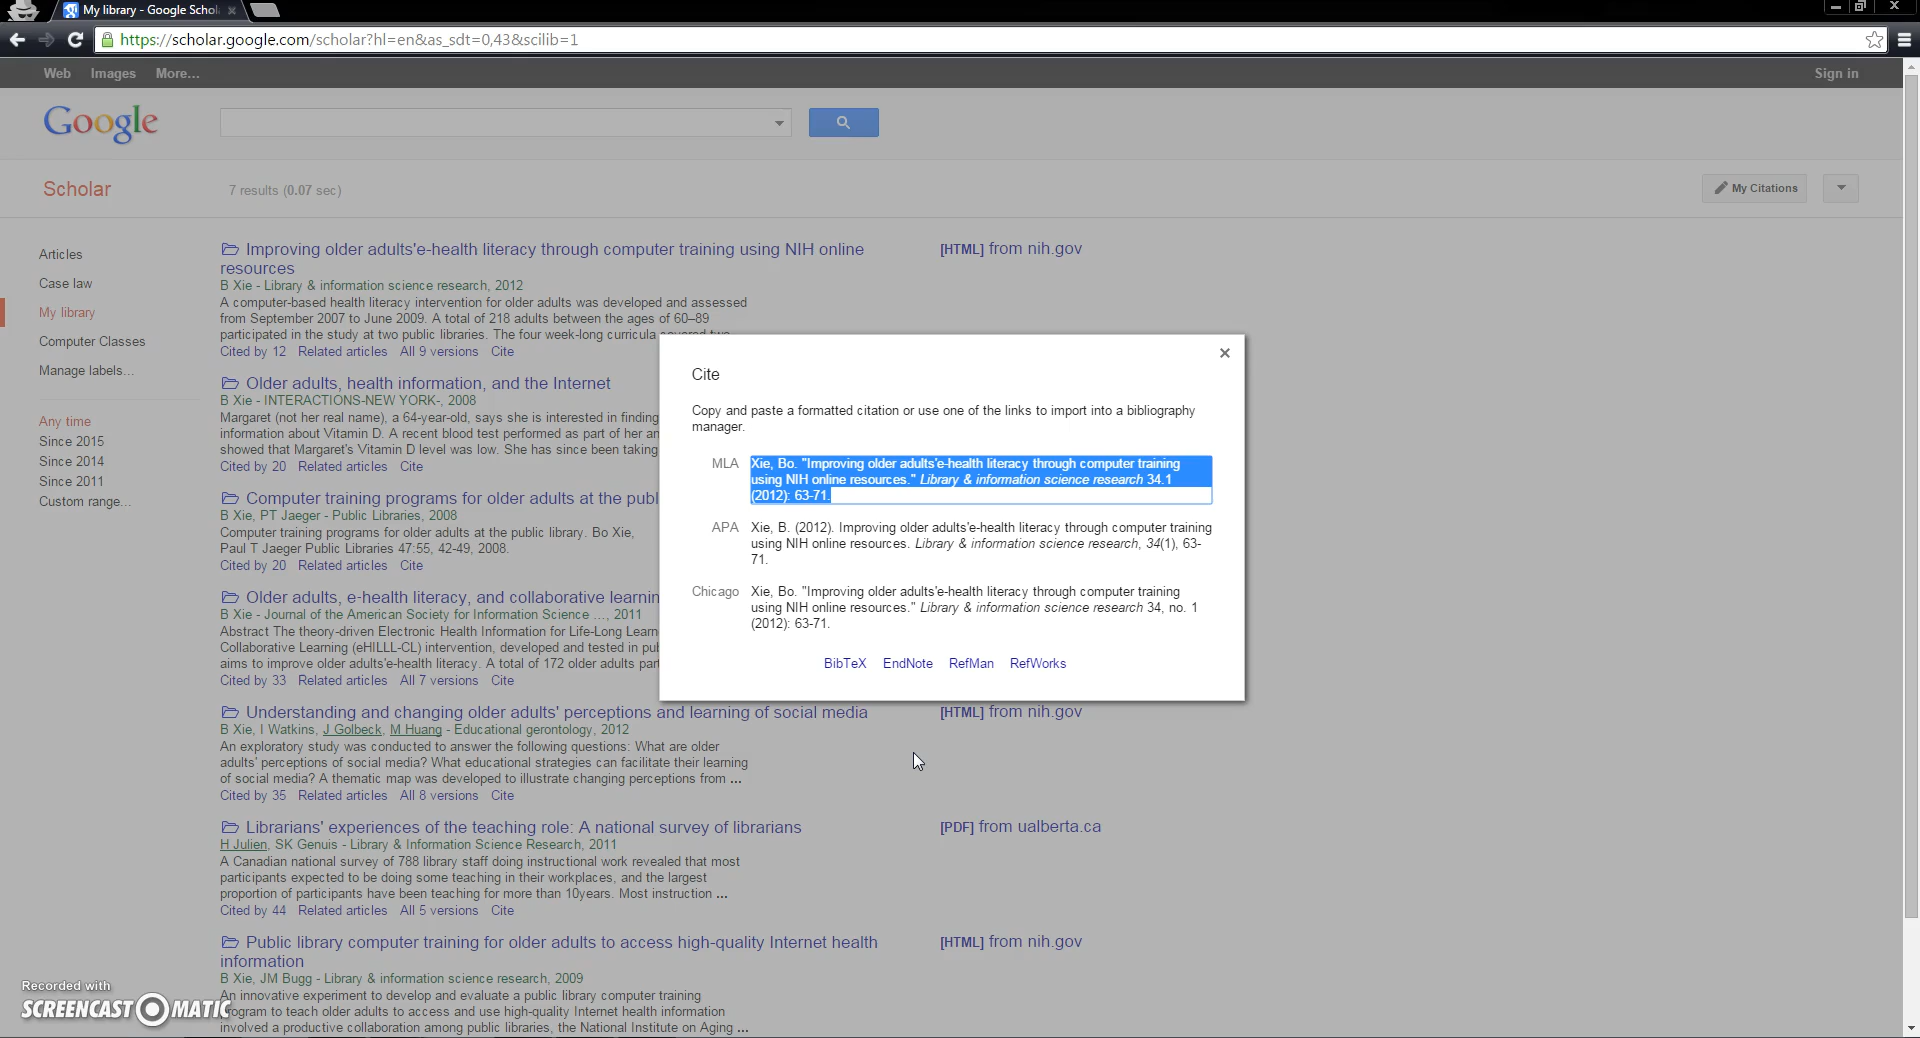 My library - Google Schol
https://scholar.google.com/scholar?hl=en&as_sdt=0,43&scilib=1
Web Images More... Sign in
Google
Scholar 7 results (0.07 sec) My Citations
Articles
Case law
My library
Computer Classes
Manage labels...
Any time
Since 2015
Since 2014
Since 2011
Custom range...
Improving older adults'e-health literacy through computer training using NIH online
resources
[HTML] from nih.gov
B Xie - Library & information science research, 2012
A computer-based health literacy intervention for older adults was developed and assessed
from September 2007 to June 2009. A total of 218 adults between the ages of 60–89
participated in the study at two public libraries. The four week-long curricula covered two
Cited by 12 Related articles All 9 versions Cite
Older adults, health information, and the Internet
B Xie - INTERACTIONS-NEW YORK-, 2008
Margaret (not her real name), a 64-year-old, says she is interested in finding
information about Vitamin D. A recent blood test performed as part of her an
showed that Margaret's Vitamin D level was low. She has since been taking
Cited by 20 Related articles Cite
Computer training programs for older adults at the publ
B Xie, PT Jaeger - Public Libraries, 2008
Computer training programs for older adults at the public library. Bo Xie,
Paul T Jaeger Public Libraries 47:55, 42-49, 2008.
Cited by 20 Related articles Cite
Older adults, e-health literacy, and collaborative learnin
B Xie - Journal of the American Society for Information Science ..., 2011
Abstract The theory-driven Electronic Health Information for Life-Long Learn
Collaborative Learning (eHILLL-CL) intervention, developed and tested in pub
aims to improve older adults'e-health literacy. A total of 172 older adults part
Cited by 33 Related articles All 7 versions Cite
Understanding and changing older adults' perceptions and learning of social media
[HTML] from nih.gov
B Xie, I Watkins, J Golbeck, M Huang - Educational gerontology, 2012
An exploratory study was conducted to answer the following questions: What are older
adults' perceptions of social media? What educational strategies can facilitate their learning
of social media? A thematic map was developed to illustrate changing perceptions from ...
Cited by 35 Related articles All 8 versions Cite
Librarians' experiences of the teaching role: A national survey of librarians
[PDF] from ualberta.ca
H Julien, SK Genuis - Library & Information Science Research, 2011
A Canadian national survey of 788 library staff doing instructional work revealed that most
participants expected to be doing some teaching in their workplaces, and the largest
proportion of participants have been teaching for more than 10years. Most instruction ...
Cited by 44 Related articles All 5 versions Cite
Public library computer training for older adults to access high-quality Internet health
information
[HTML] from nih.gov
B Xie, JM Bugg - Library & information science research, 2009
An innovative experiment to develop and evaluate a public library computer training
program to teach older adults to access and use high-quality Internet health information
involved a productive collaboration among public libraries, the National Institute on Aging ...
Cite
Copy and paste a formatted citation or use one of the links to import into a bibliography
manager.
MLA Xie, Bo. "Improving older adults'e-health literacy through computer training
using NIH online resources." Library & information science research 34.1
(2012): 63-71.
APA Xie, B. (2012). Improving older adults'e-health literacy through computer training
using NIH online resources. Library & information science research, 34(1), 63-
71.
Chicago Xie, Bo. "Improving older adults'e-health literacy through computer training
using NIH online resources." Library & information science research 34, no. 1
(2012): 63-71.
BibTeX EndNote RefMan RefWorks
Recorded with
SCREENCAST MATIC